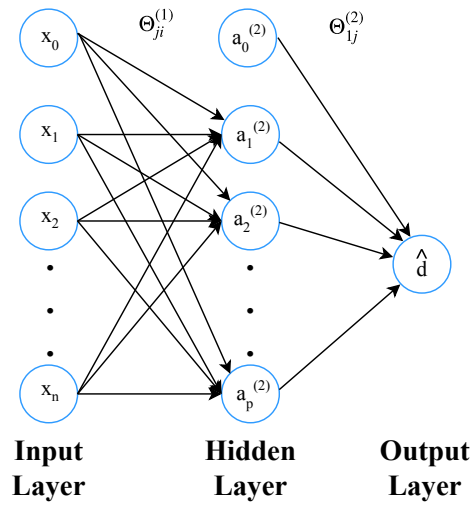 x₀ Θⱼᵢ⁽¹⁾ a₀⁽²⁾ Θ₁ⱼ⁽²⁾
x₁ a₁⁽²⁾
x₂ a₂⁽²⁾
d̂
xₙ aₚ⁽²⁾
Input Hidden Output
Layer Layer Layer